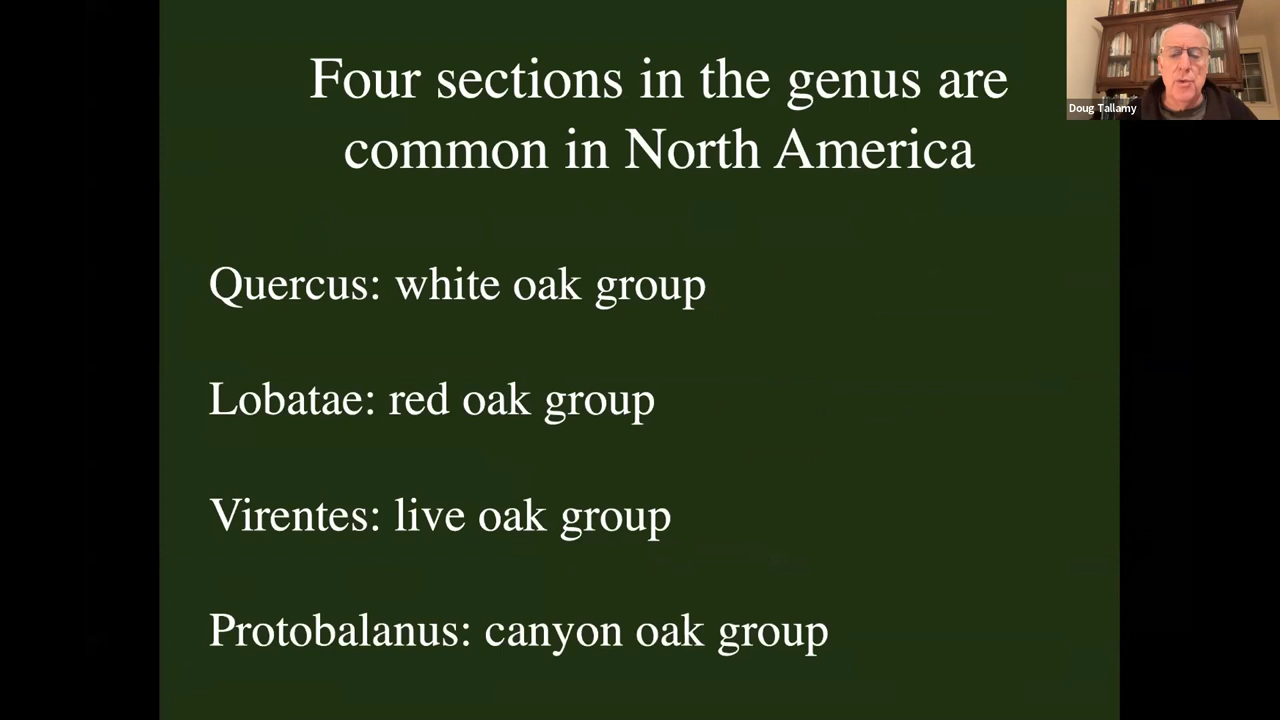 Four sections in the genus are
common in North America
Doug Tallamy
Quercus: white oak group
Lobatae: red oak group
Virentes: live oak group
Protobalanus: canyon oak group